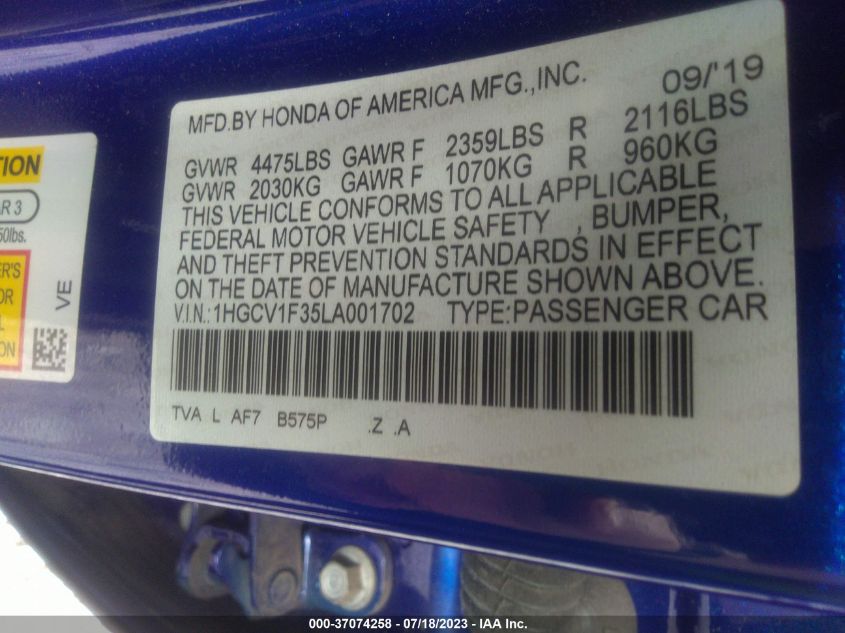 MFD.BY HONDA OF AMERICA MFG.,INC. 09/'19
GVWR 4475LBS GAWR F 2359LBS R 2116LBS
GVWR 2030KG GAWR F 1070KG R 960KG
THIS VEHICLE CONFORMS TO ALL APPLICABLE
FEDERAL MOTOR VEHICLE SAFETY , BUMPER,
AND THEFT PREVENTION STANDARDS IN EFFECT
ON THE DATE OF MANUFACTURE SHOWN ABOVE.
V.I.N.:1HGCV1F35LA001702 TYPE:PASSENGER CAR
TVA L AF7 B575P .Z .A
VE
000-37074258 - 07/18/2023 - IAA Inc.